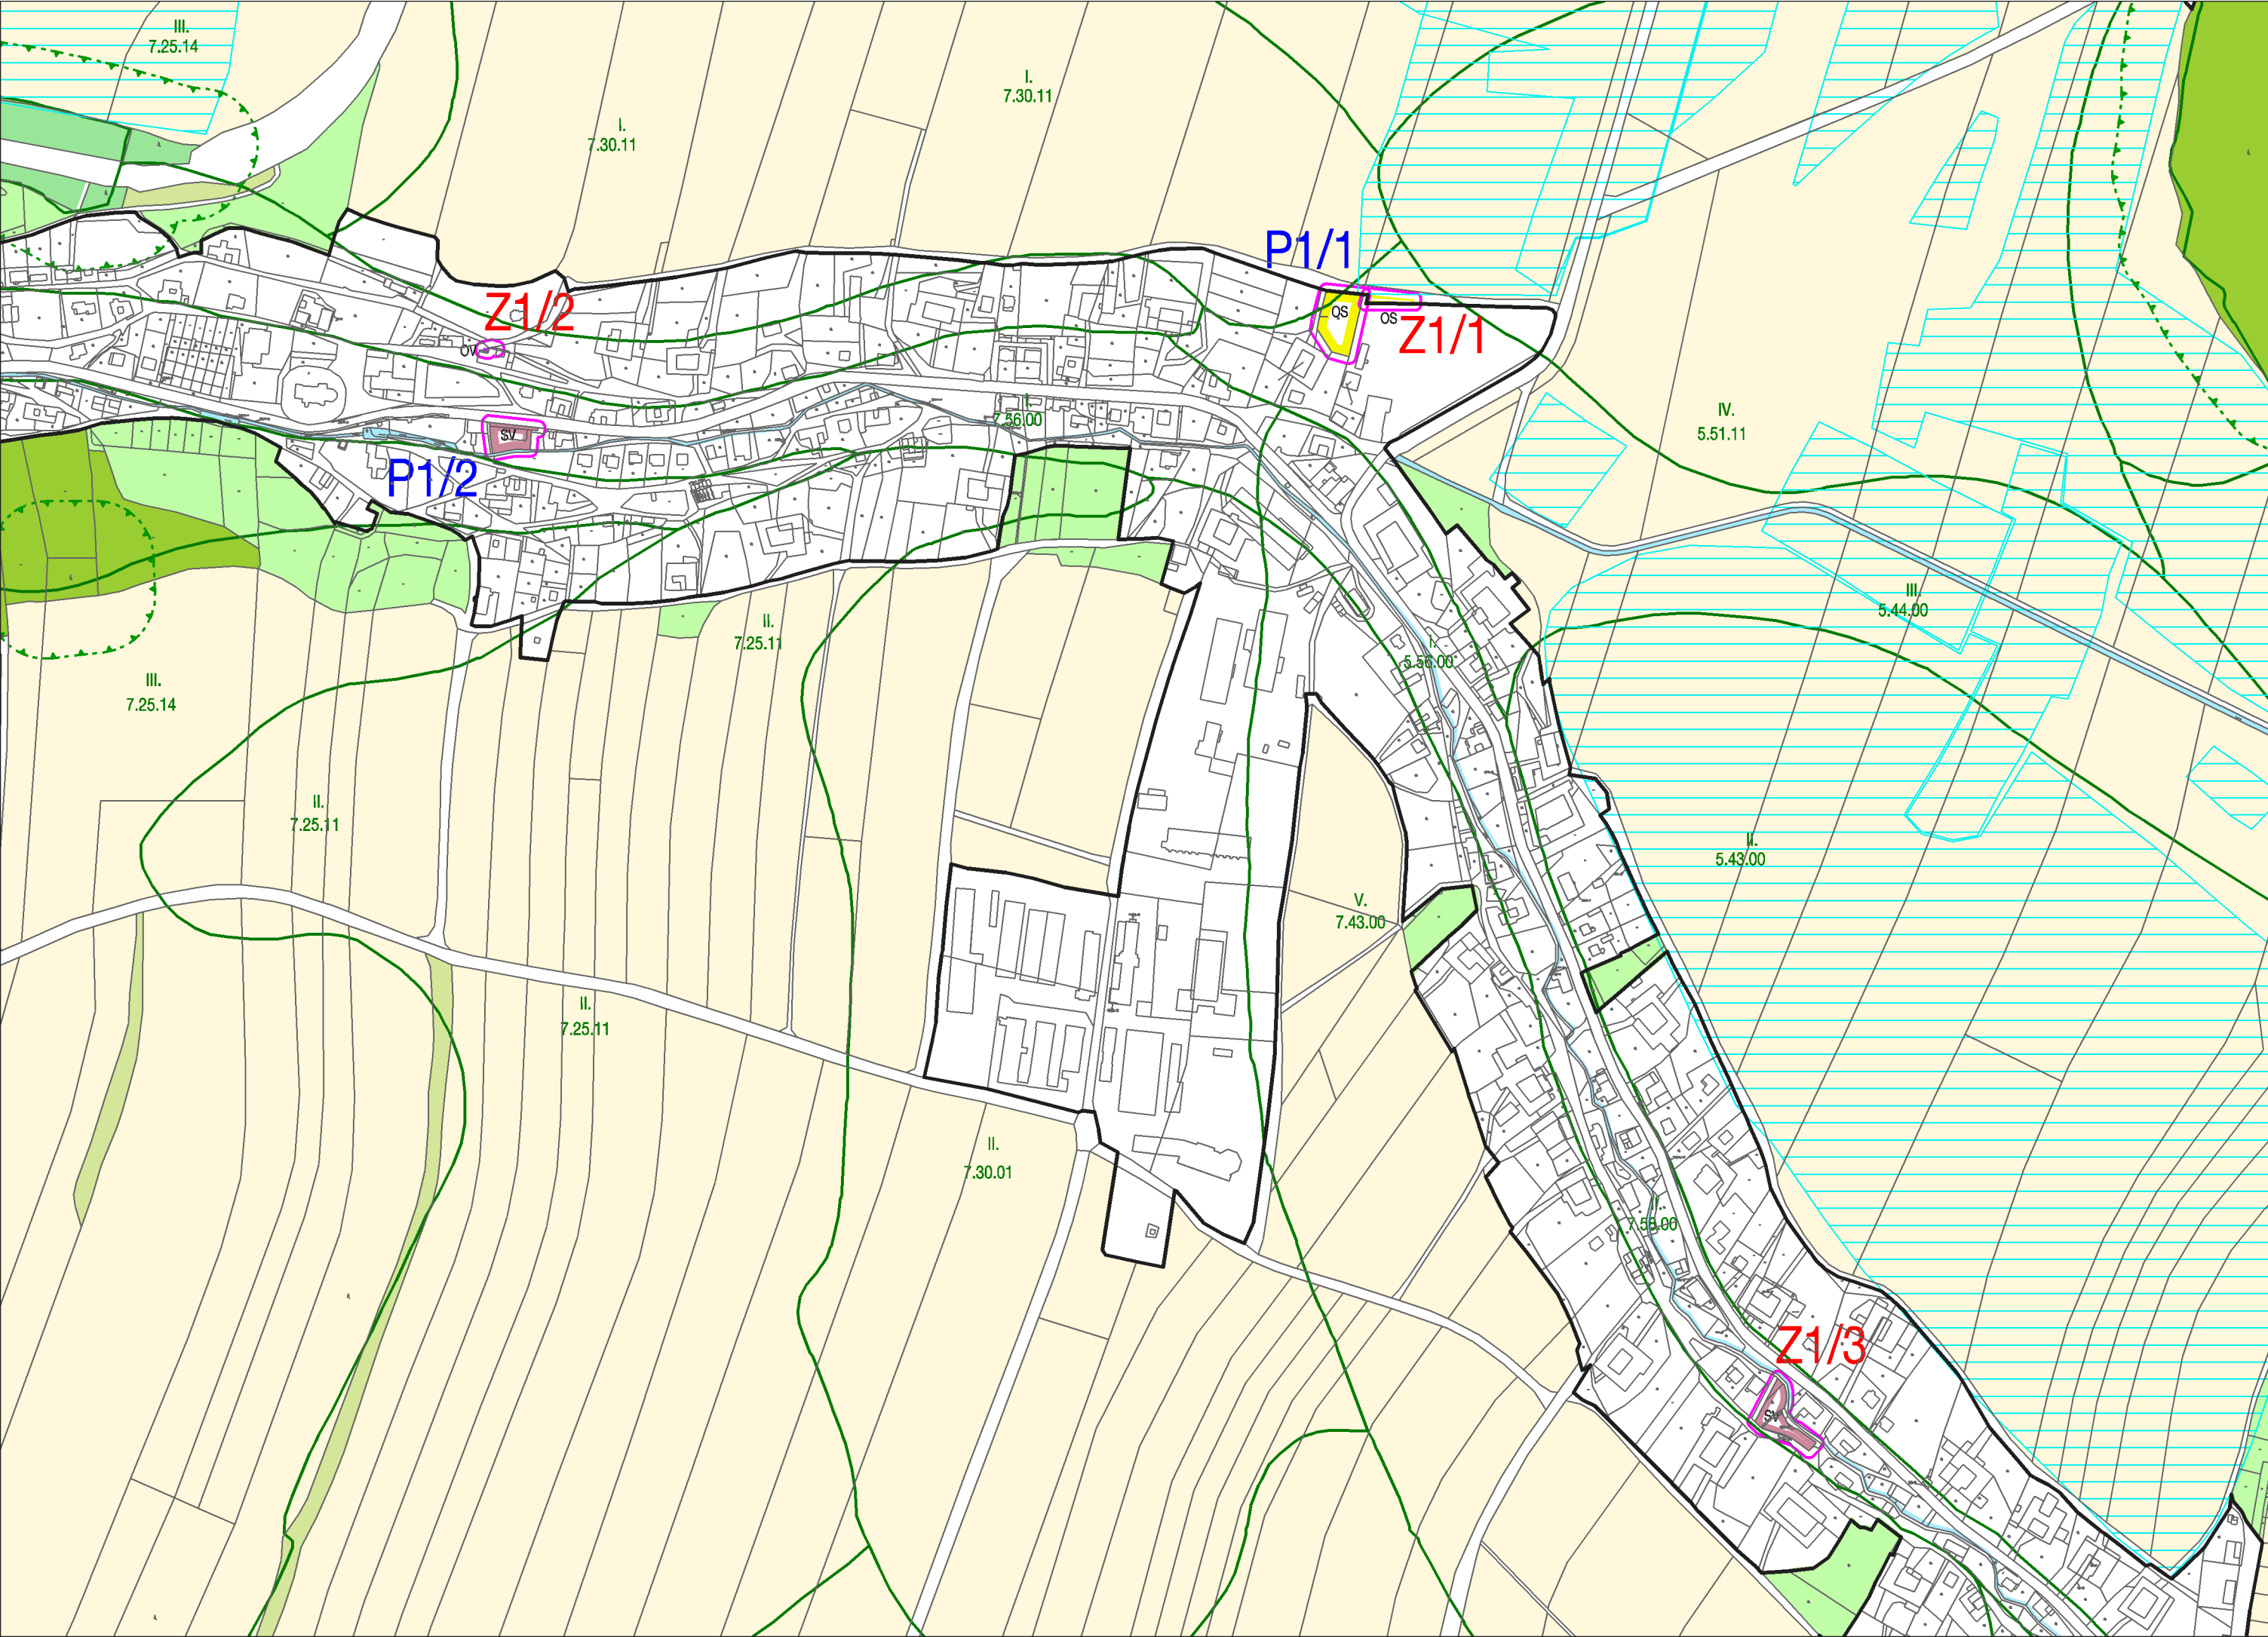 III.
7.25.14
I.
7.30.11
I.
7.30.11
P1/1
Z1/2
OS
OS
Z1/1
OV
SV
P1/2
I.
7.56.00
IV.
5.51.11
III.
5.44.00
II.
7.25.11
I.
5.56.00
III.
7.25.14
II.
7.25.11
II.
5.43.00
V.
7.43.00
II.
7.25.11
II.
7.30.01
7.58.00
Z1/3
SV